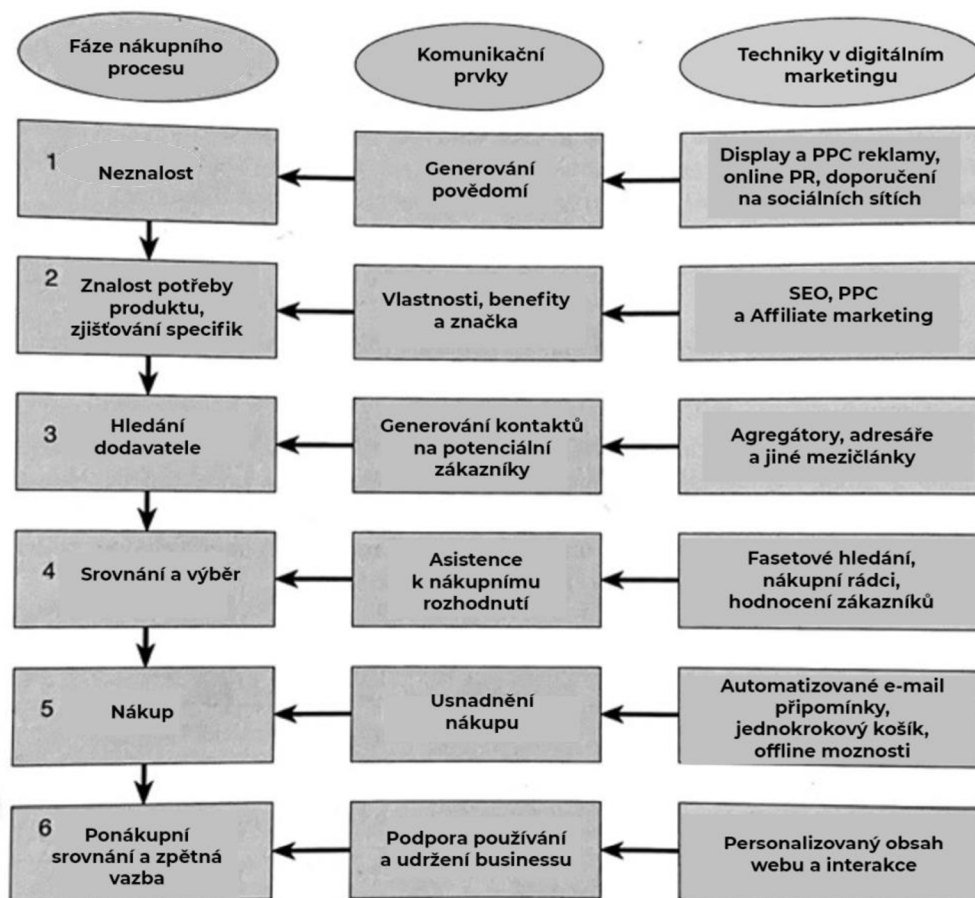 Fáze nákupního
procesu
Komunikační
prvky
Techniky v digitálním
marketingu
1
Neznalost
Generování
povědomí
Display a PPC reklamy,
online PR, doporučení
na sociálních sítích
2
Znalost potřeby
produktu,
zjišťování specifik
Vlastnosti, benefity
a značka
SEO, PPC
a Affiliate marketing
3
Hledání
dodavatele
Generování kontaktů
na potenciální
zákazníky
Agregátory, adresáře
a jiné mezičlánky
4
Srovnání a výběr
Asistence
k nákupnímu
rozhodnutí
Fasetové hledání,
nákupní rádci,
hodnocení zákazníků
5
Nákup
Usnadnění
nákupu
Automatizované e-mail
připomínky,
jednokrokový košík,
offline moznosti
6
Ponákupní
srovnání a zpětná
vazba
Podpora používání
a udržení businessu
Personalizovaný obsah
webu a interakce